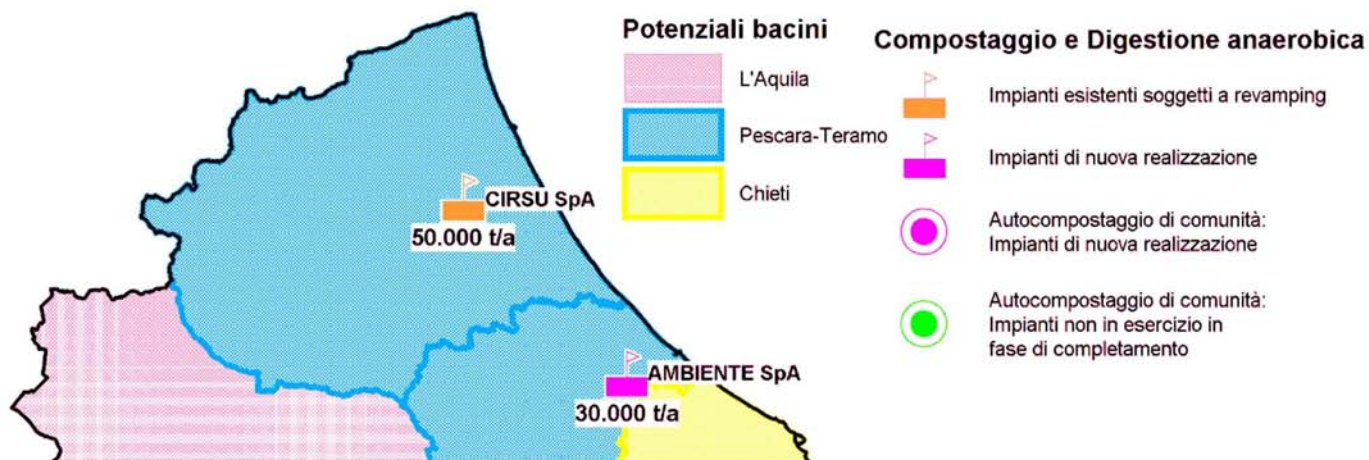 Potenziali bacini
L'Aquila
Pescara-Teramo
Chieti
Compostaggio e Digestione anaerobica
Impianti esistenti soggetti a revamping
Impianti di nuova realizzazione
Autocompostaggio di comunità:
Impianti di nuova realizzazione
Autocompostaggio di comunità:
Impianti non in esercizio in
fase di completamento
CIRSU SpA
50.000 t/a
AMBIENTE SpA
30.000 t/a